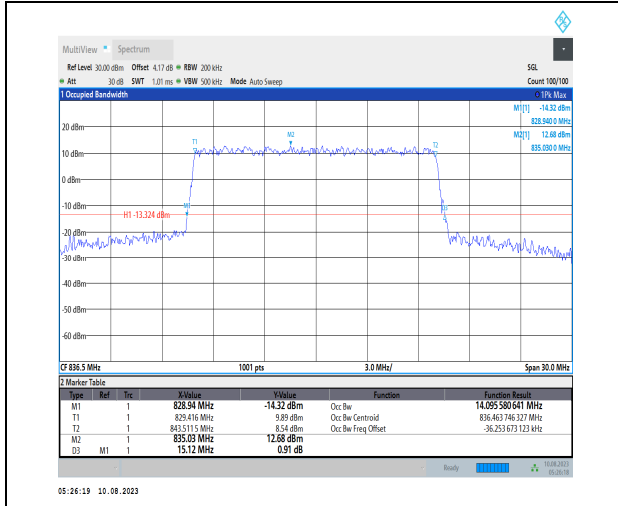 MultiView Spectrum
Ref Level 30.00 dBm Offset 4.17 dB RBW 200 kHz SGL
Att 30 dB SWT 1.01 ms VBW 500 kHz Mode Auto Sweep Count 100/100
1 Occupied Bandwidth 1Pk Max
M1[1] -14.32 dBm
828.9400 MHz
M2[1] 12.68 dBm
835.0300 MHz
20 dBm
T1 M2 T2
10 dBm
0 dBm
-10 dBm
M1 D3
H1 -13.324 dBm
-20 dBm
-30 dBm
-40 dBm
-50 dBm
-60 dBm
CF 836.5 MHz 1001 pts 3.0 MHz/ Span 30.0 MHz
2 Marker Table
Type Ref Trc X-Value Y-Value Function Function Result
M1 1 828.94 MHz -14.32 dBm Occ Bw 14.095 580 641 MHz
T1 1 829.416 MHz 9.89 dBm Occ Bw Centroid 836.463 746 327 MHz
T2 1 843.5115 MHz 8.54 dBm Occ Bw Freq Offset -36.253 673 123 kHz
M2 1 835.03 MHz 12.68 dBm
D3 M1 1 15.12 MHz 0.91 dB
Ready 10.08.2023
05:26:18
05:26:19 10.08.2023